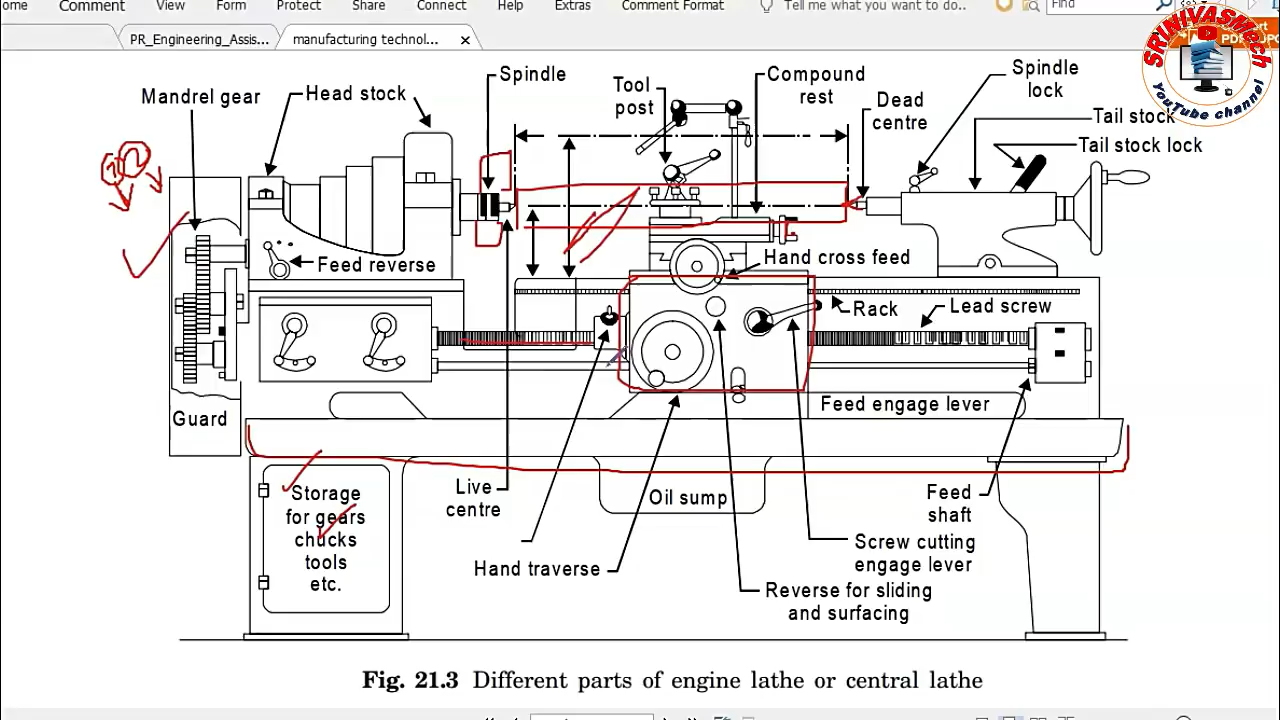 ome Comment View Form Protect Share Connect Help Extras Comment Format Tell me what you want to do.. Find
PR_Engineering_Assis... manufacturing technol... ×
SRINIVASMech
YouTube channel
Mandrel gear
Head stock
Spindle
Tool
post
Compound
rest
Dead
centre
Spindle
lock
Tail stock
Tail stock lock
Feed reverse
Hand cross feed
Rack
Lead screw
Guard
Feed engage lever
Storage
for gears
chucks
tools
etc.
Live
centre
Oil sump
Feed
shaft
Hand traverse
Screw cutting
engage lever
Reverse for sliding
and surfacing
Fig. 21.3 Different parts of engine lathe or central lathe